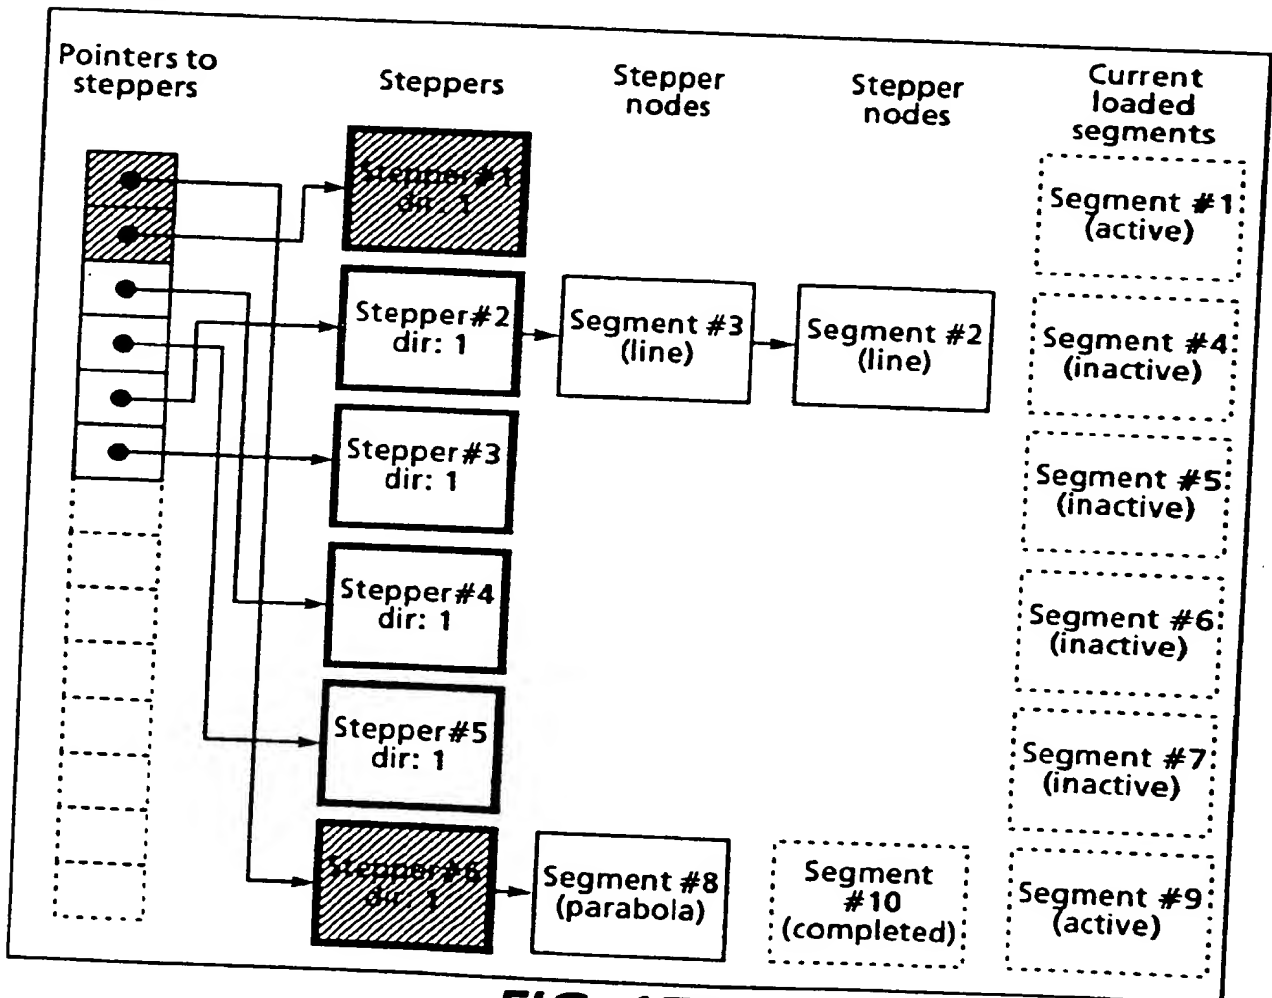 Pointers to
steppers
Steppers
Stepper
nodes
Stepper
nodes
Current
loaded
segments
Stepper#1
dir: 1
Segment #1
(active)
Stepper#2
dir: 1
Segment #3
(line)
Segment #2
(line)
Segment #4
(inactive)
Stepper#3
dir: 1
Segment #5
(inactive)
Stepper#4
dir: 1
Segment #6
(inactive)
Stepper#5
dir: 1
Segment #7
(inactive)
Stepper#6
dir: 1
Segment #8
(parabola)
Segment
#10
(completed)
Segment #9
(active)